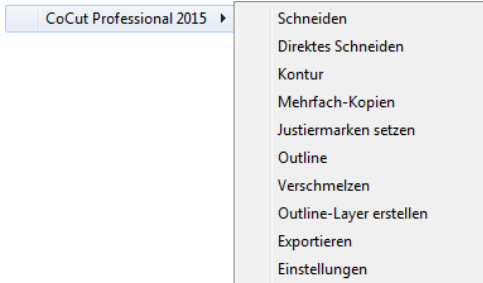 CoCut Professional 2015
Schneiden
Direktes Schneiden
Kontur
Mehrfach-Kopien
Justiermarken setzen
Outline
Verschmelzen
Outline-Layer erstellen
Exportieren
Einstellungen